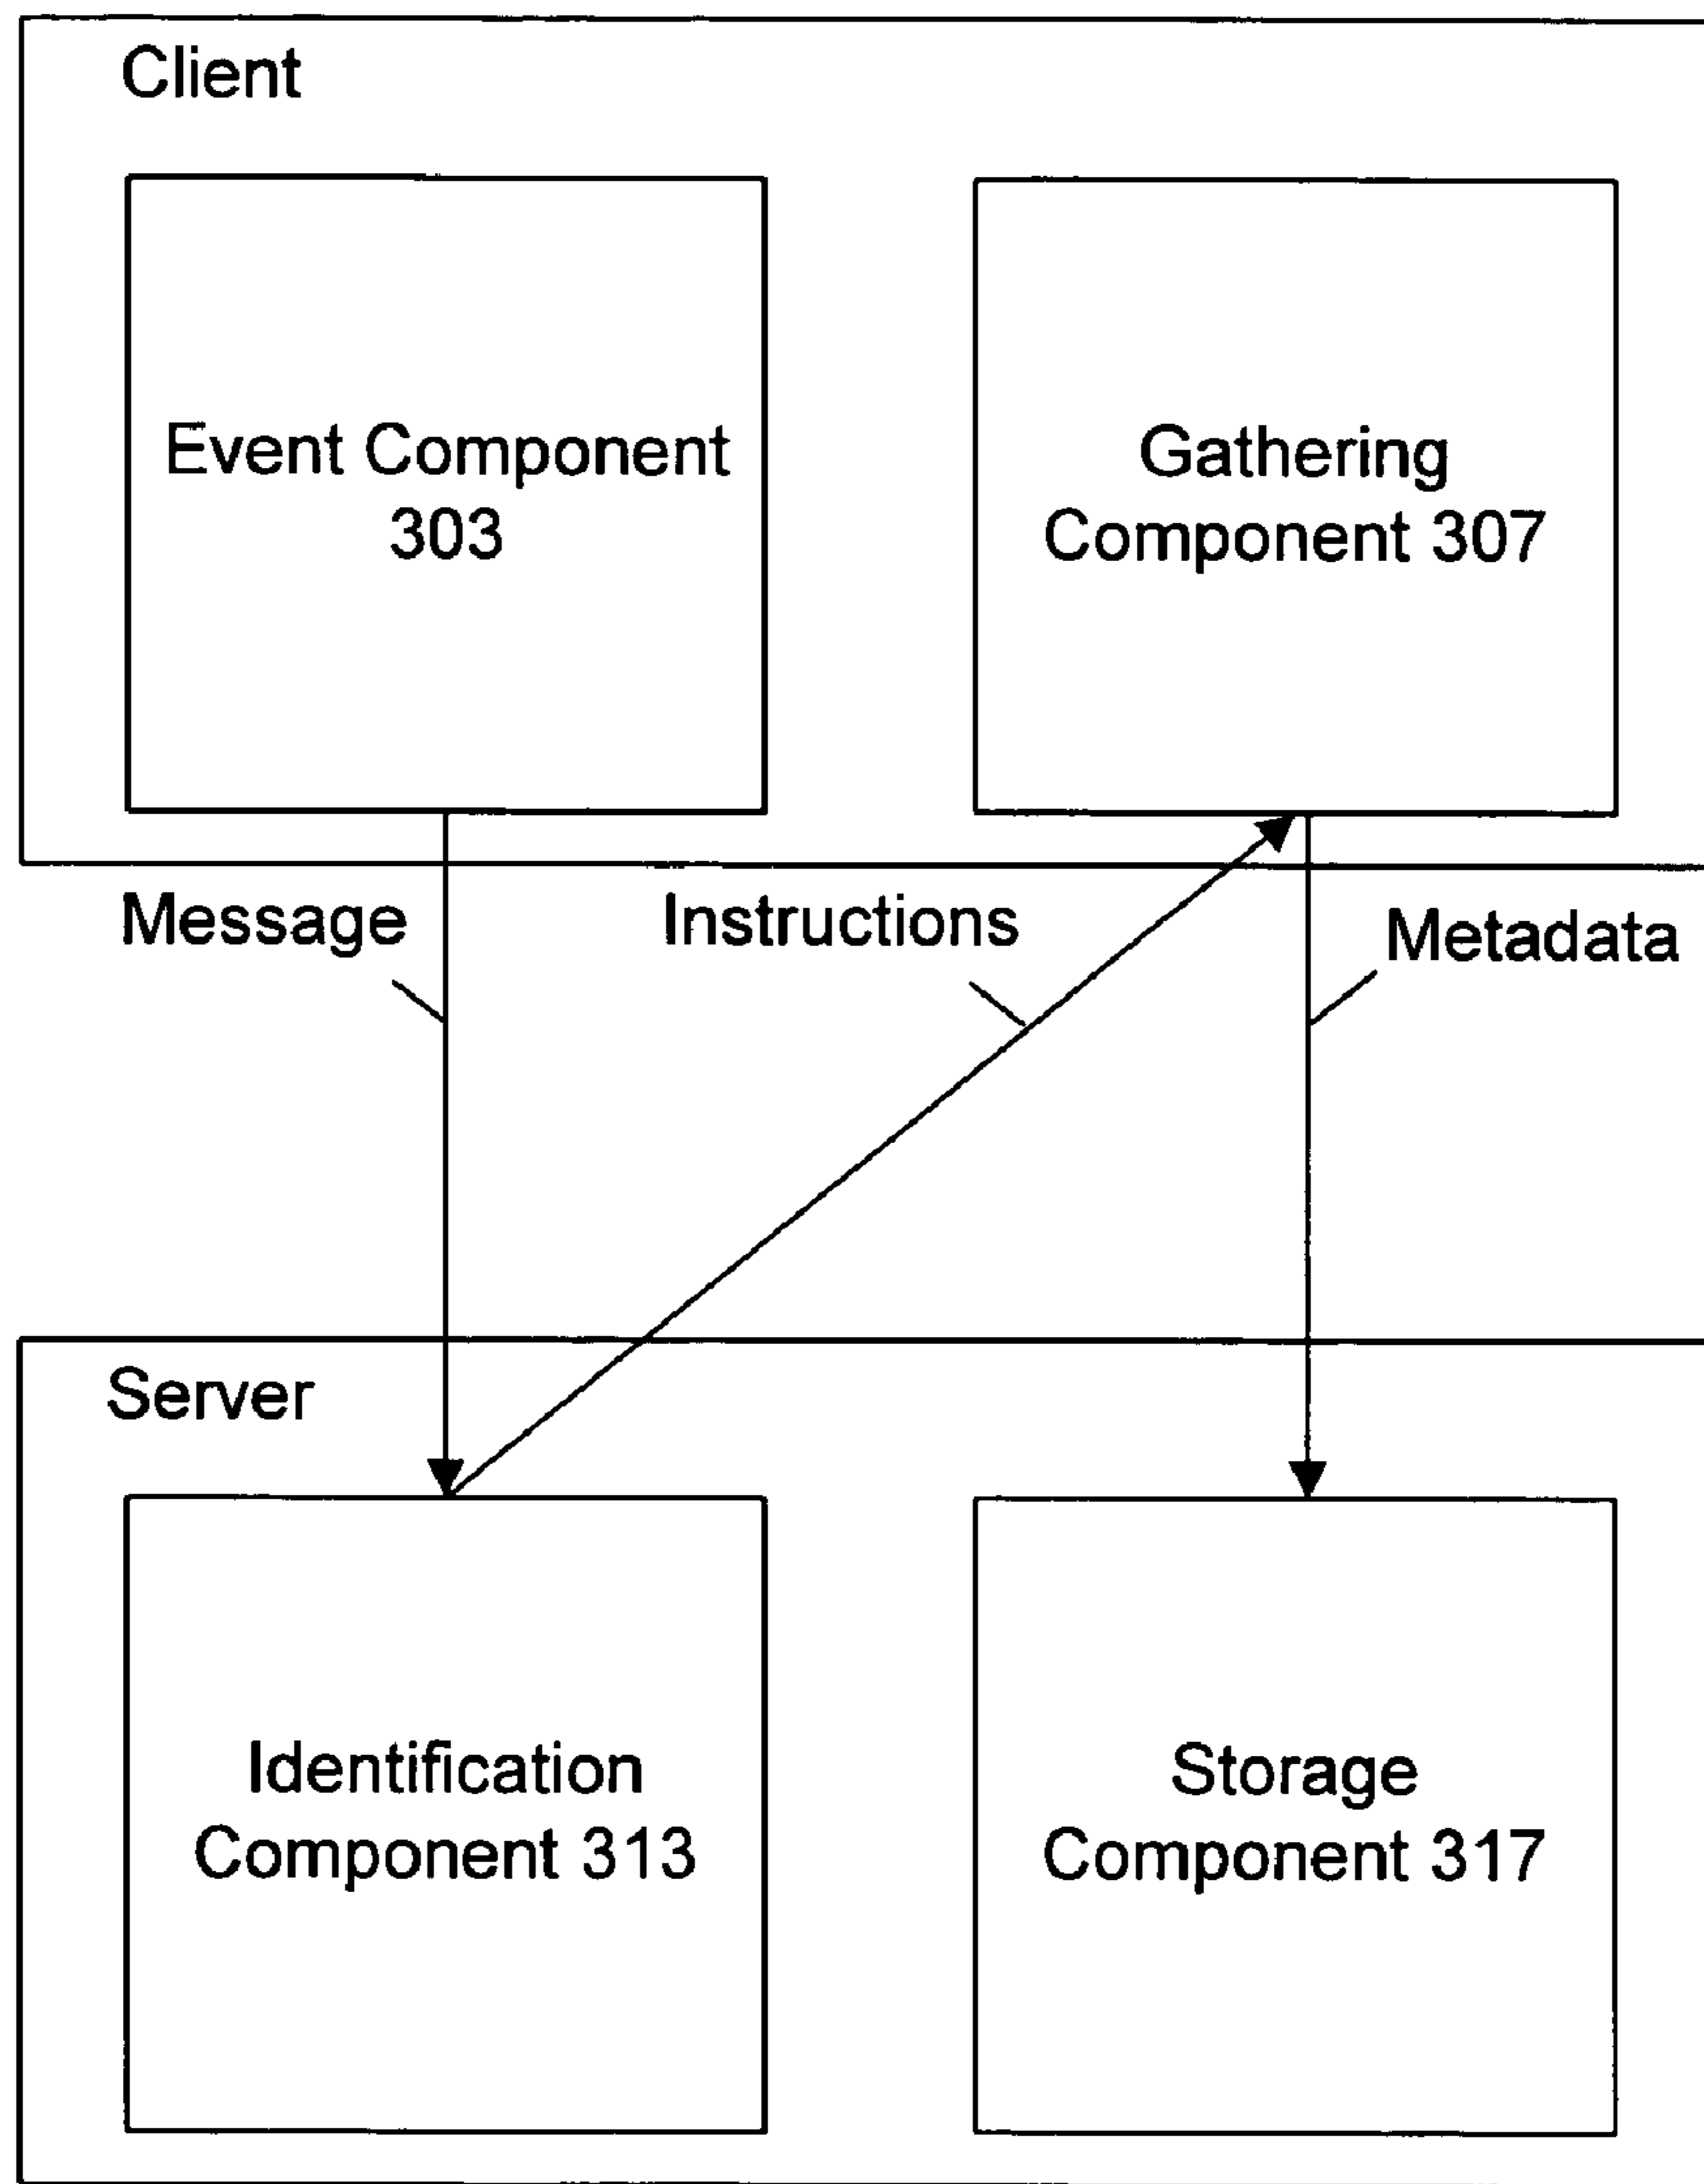 Client
Event Component
303
Gathering
Component 307
Message
Instructions
Metadata
Server
Identification
Component 313
Storage
Component 317